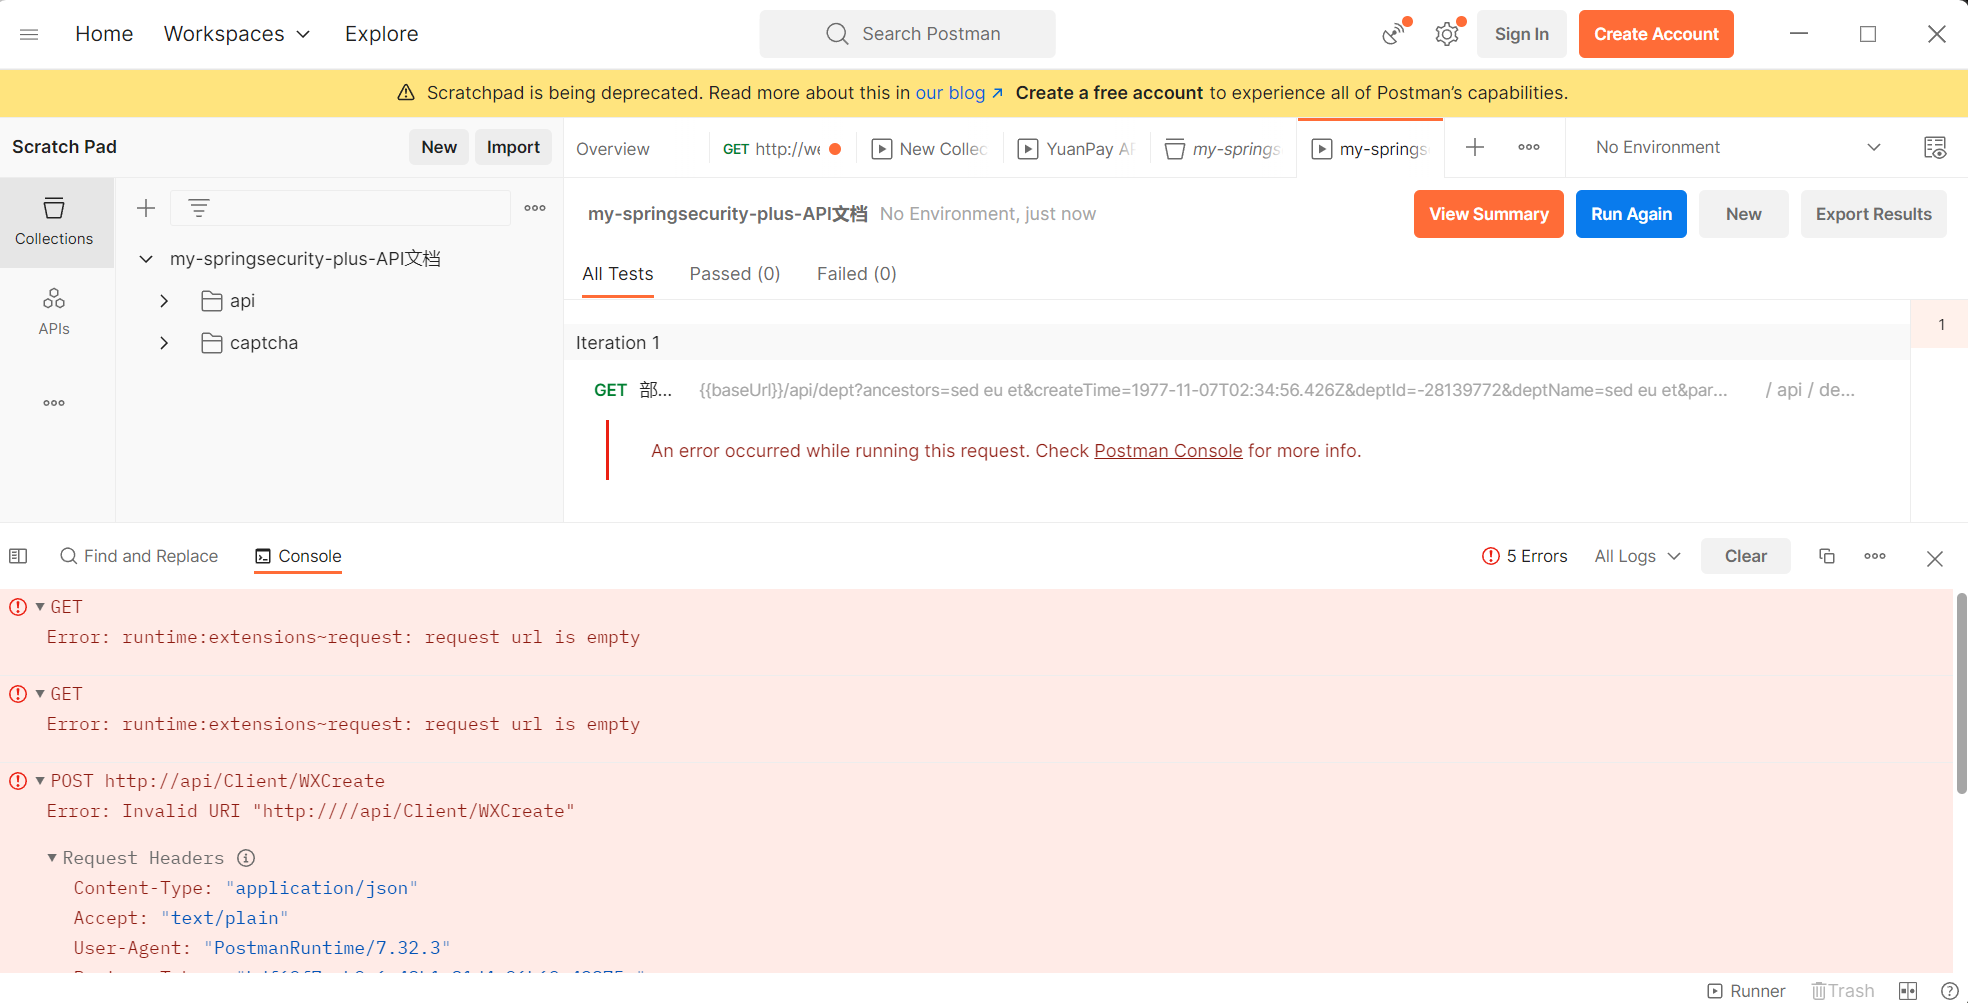 Home Workspaces Explore Search Postman Sign In Create Account
Scratchpad is being deprecated. Read more about this in our blog ↗ Create a free account to experience all of Postman’s capabilities.
Scratch Pad New Import Overview GET http://we New Collec YuanPay AP my-springs my-springs No Environment
Collections
APIs
my-springsecurity-plus-API文档
api
captcha
my-springsecurity-plus-API文档 No Environment, just now View Summary Run Again New Export Results
All Tests Passed (0) Failed (0)
1
Iteration 1
GET 部... {{baseUrl}}/api/dept?ancestors=sed eu et&createTime=1977-11-07T02:34:56.426Z&deptId=-28139772&deptName=sed eu et&par... / api / de...
An error occurred while running this request. Check Postman Console for more info.
Find and Replace Console 5 Errors All Logs Clear
GET
Error: runtime:extensions~request: request url is empty
GET
Error: runtime:extensions~request: request url is empty
POST http://api/Client/WXCreate
Error: Invalid URI "http:////api/Client/WXCreate"
Request Headers
Content-Type: "application/json"
Accept: "text/plain"
User-Agent: "PostmanRuntime/7.32.3"
Runner Trash